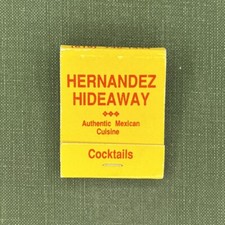 HERNANDEZ
HIDEAWAY
Authentic Mexican
Cuisine
Cocktails